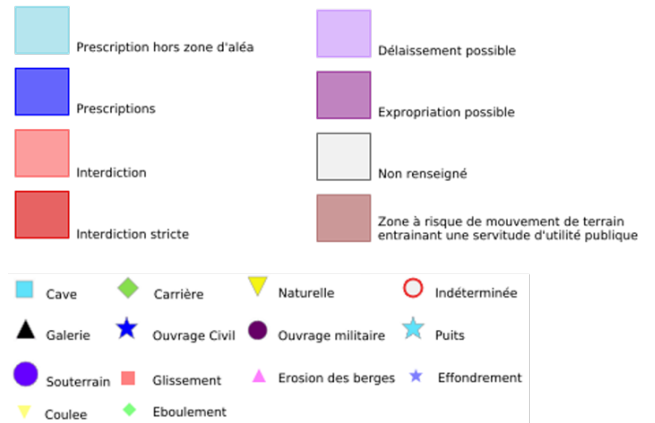 Prescription hors zone d'aléa
Délaissement possible
Prescriptions
Expropriation possible
Interdiction
Non renseigné
Interdiction stricte
Zone à risque de mouvement de terrain
entrainant une servitude d'utilité publique
Cave
Carrière
Naturelle
Indéterminée
Galerie
Ouvrage Civil
Ouvrage militaire
Puits
Souterrain
Glissement
Erosion des berges
Effondrement
Coulee
Eboulement